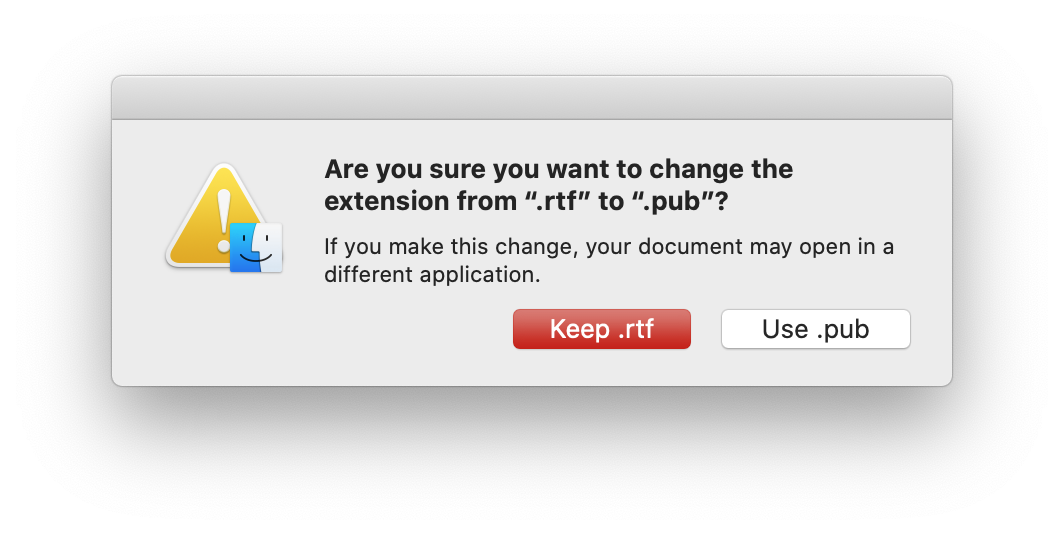 Are you sure you want to change the
extension from “.rtf” to “.pub”?
If you make this change, your document may open in a
different application.
Keep .rtf
Use .pub